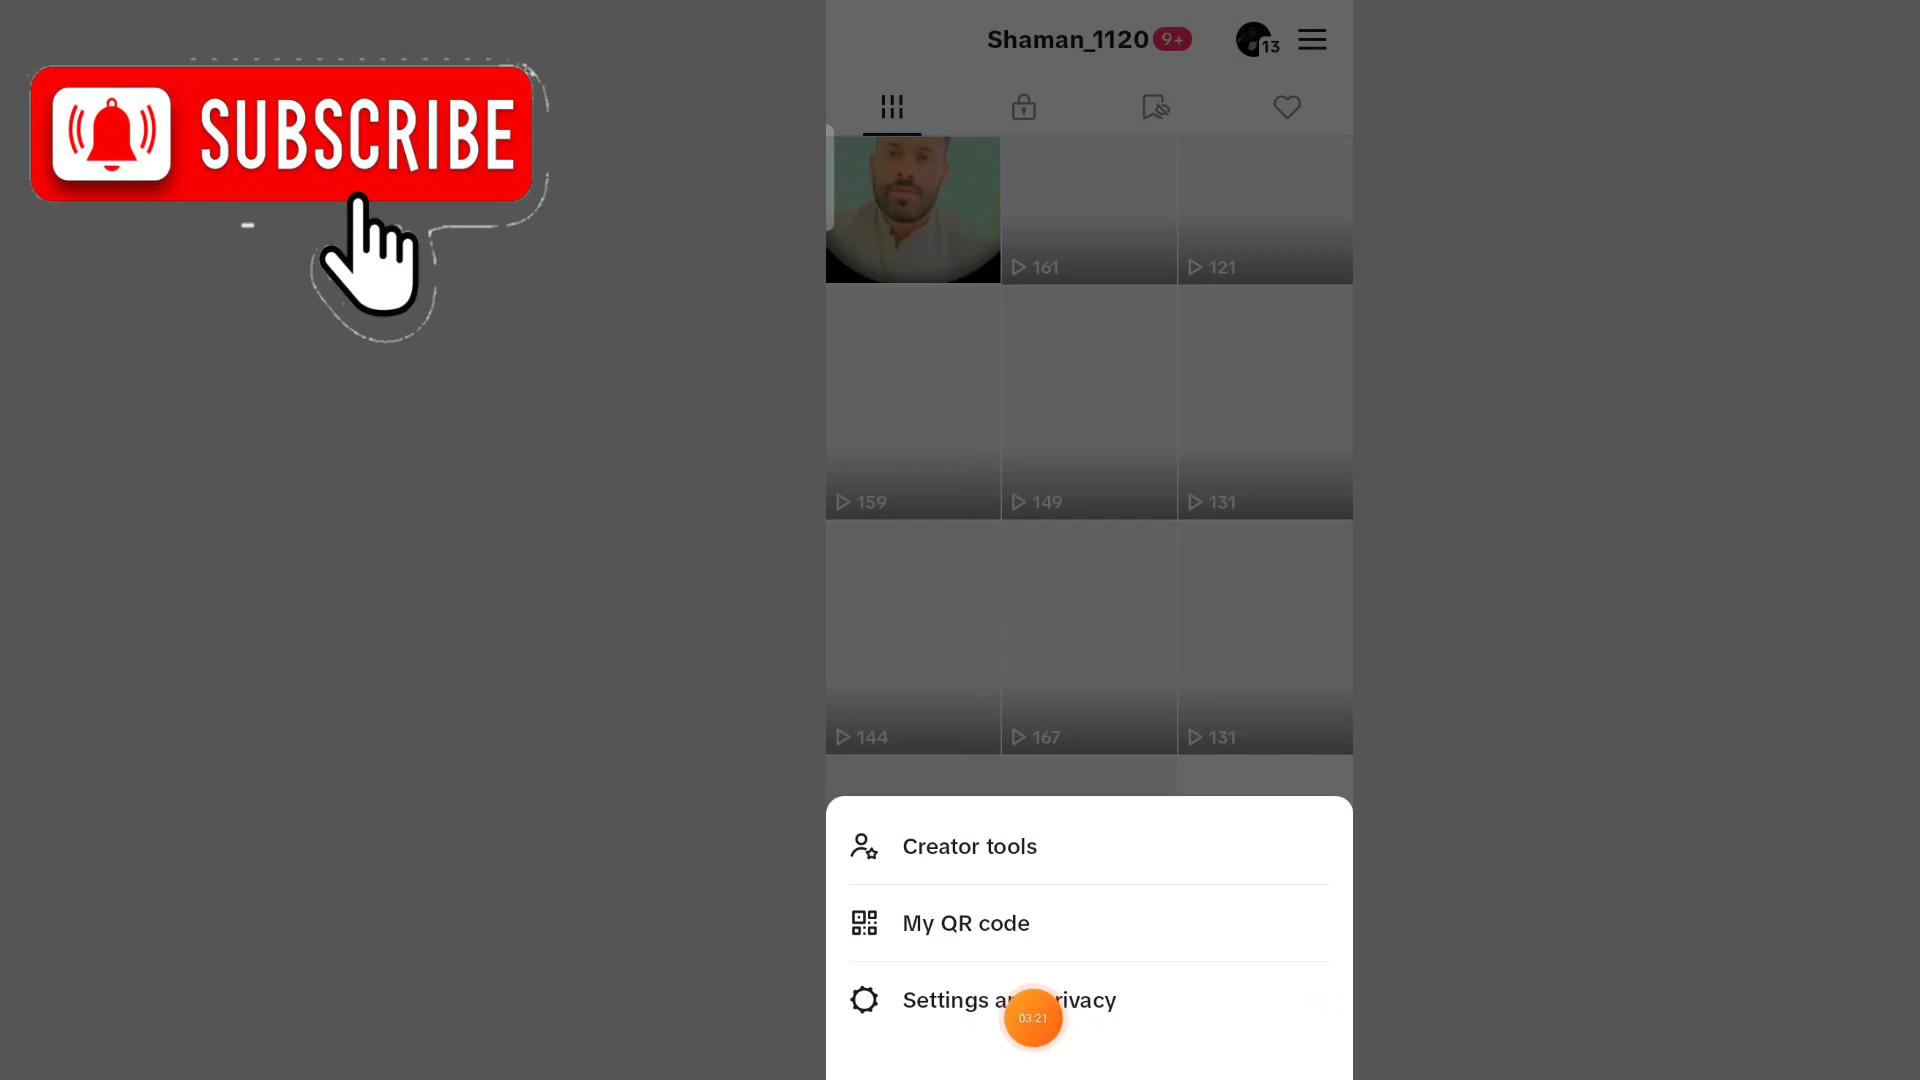 SUBSCRIBE
Shaman_1120 9+
13
161 121
159 149 131
144 167 131
Creator tools
My QR code
Settings a rivacy
03:21